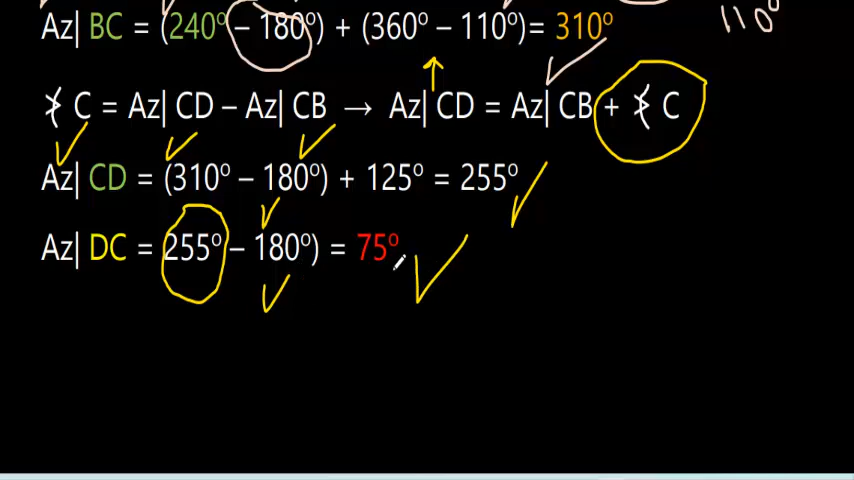 Az| BC = (240º – 180º) + (360º – 110º)= 310º
110º
∡ C = Az| CD – Az| CB → Az| CD = Az| CB + ∡ C
Az| CD = (310º – 180º) + 125º = 255º
Az| DC = 255º – 180º) = 75º